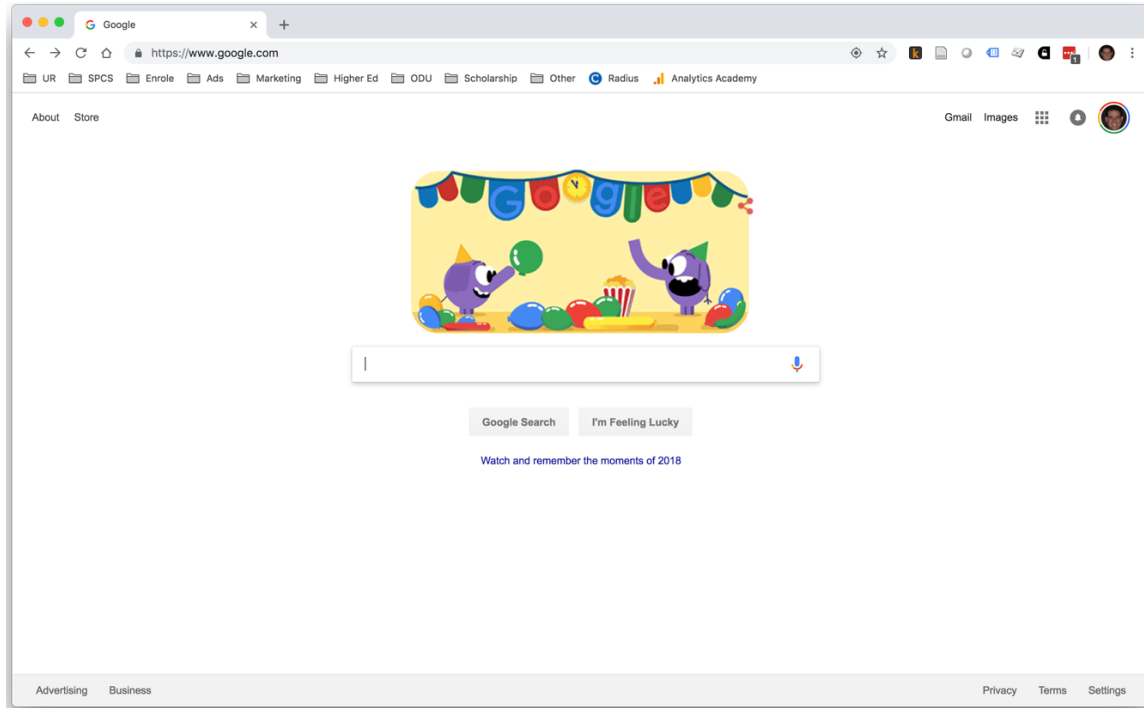 Google
https://www.google.com
k
1
UR SPCS Enrole Ads Marketing Higher Ed ODU Scholarship Other Radius Analytics Academy
About Store Gmail Images
Google
Google Search I'm Feeling Lucky
Watch and remember the moments of 2018
Advertising Business Privacy Terms Settings